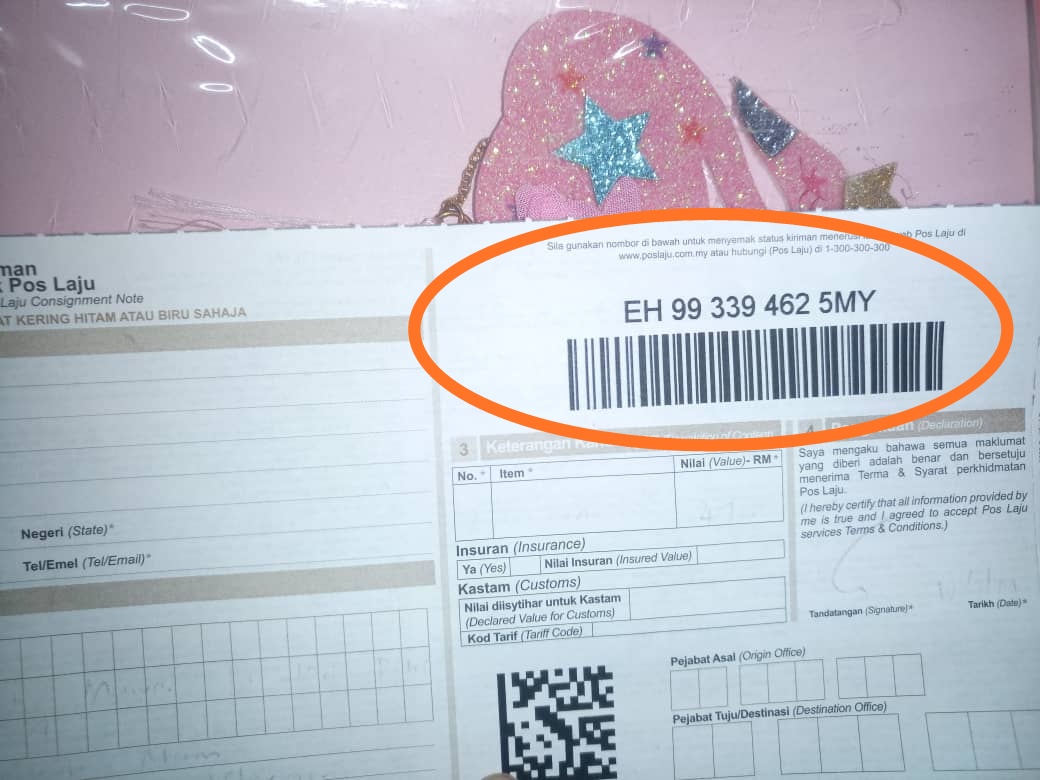 man
k Pos Laju
Laju Consignment Note
AT KERING HITAM ATAU BIRU SAHAJA
Negeri (State)*
Tel/Emel (Tel/Email)*
Sila gunakan nombor di bawah untuk menyemak status kiriman Pos Laju di
www.poslaju.com.my atau hubungi (Pos Laju) di 1-300-300-300
EH 99 339 462 5MY
3 Keterangan
No.* Item* Nilai (Value)- RM*
Insuran (Insurance)
Ya (Yes) Nilai Insuran (Insured Value)
Kastam (Customs)
Nilai diisytihar untuk Kastam
(Declared Value for Customs)
Kod Tarif (Tariff Code)
4 (Declaration)
Saya mengaku bahawa semua maklumat
yang diberi adalah benar dan bersetuju
menerima Terma & Syarat perkhidmatan
Pos Laju.
(I hereby certify that all information provided by
me is true and I agreed to accept Pos Laju
services Terms & Conditions.)
Tandatangan (Signature)* Tarikh (Date)*
Pejabat Asal (Origin Office)
Pejabat Tuju/Destinasi (Destination Office)